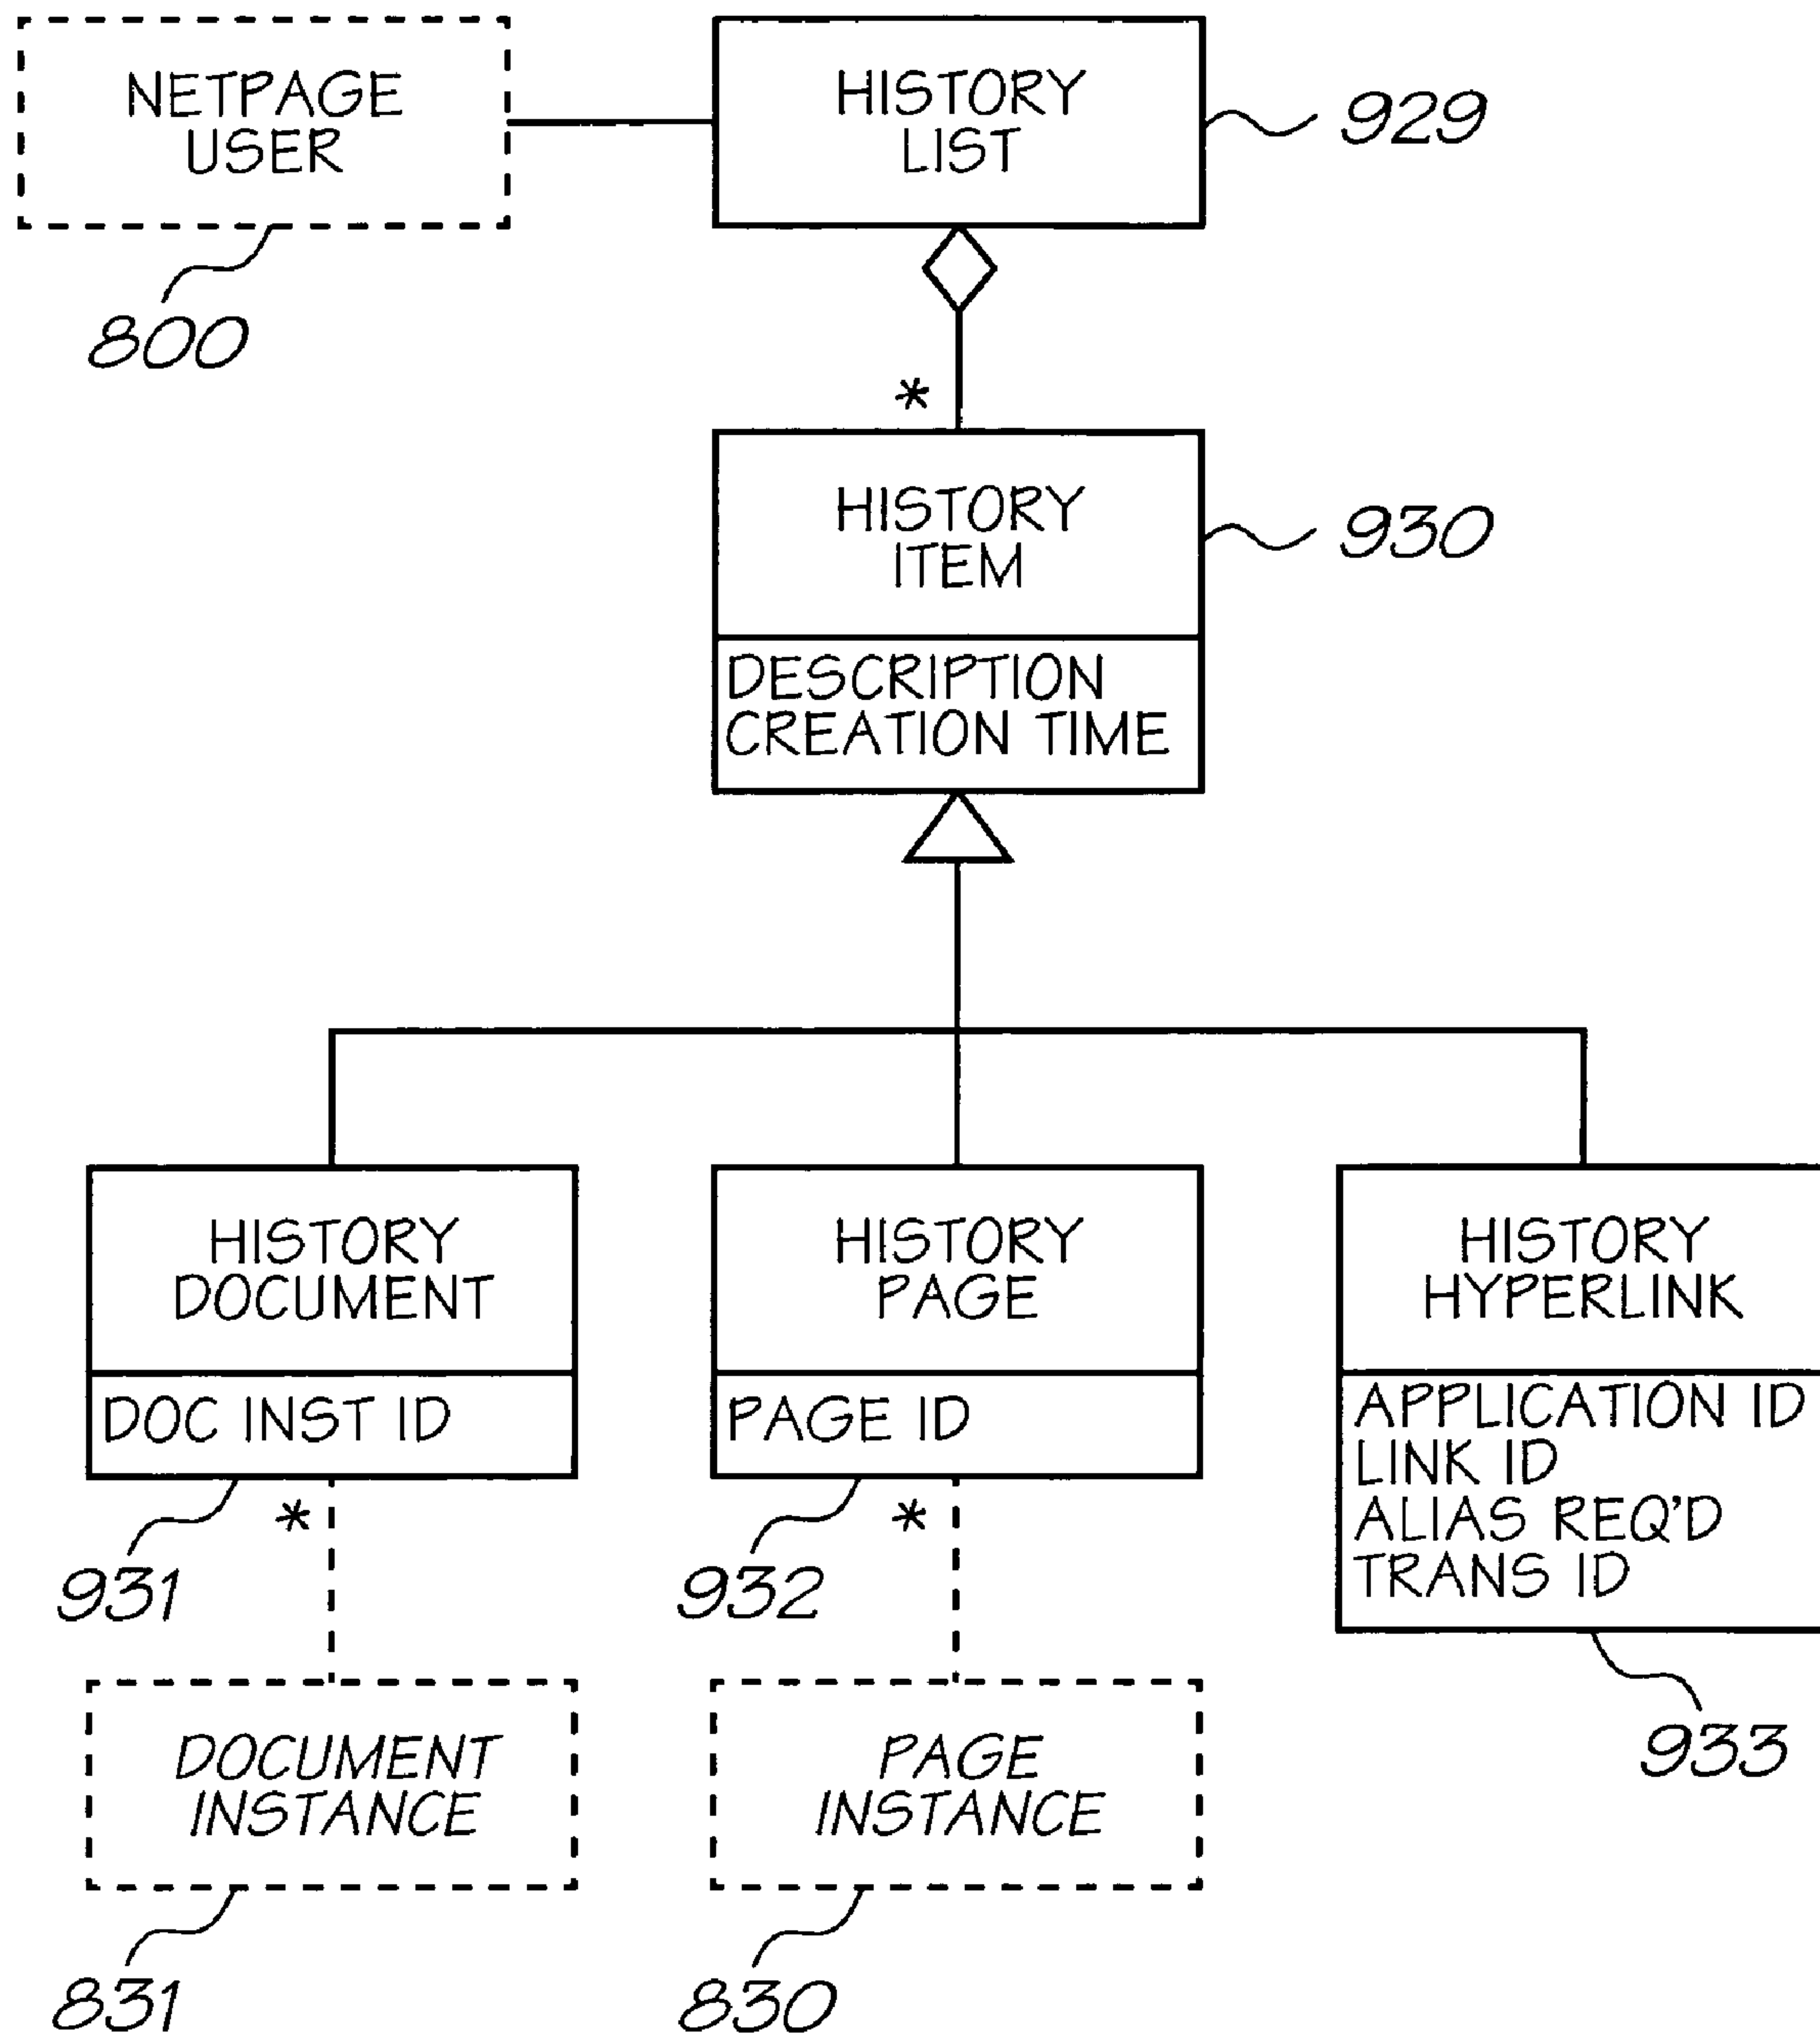 NETPAGE
USER
HISTORY
LIST
929
800
*
HISTORY
ITEM
930
DESCRIPTION
CREATION TIME
HISTORY
DOCUMENT
HISTORY
PAGE
HISTORY
HYPERLINK
DOC INST ID
PAGE ID
APPLICATION ID
LINK ID
ALIAS REQ'D
TRANS ID
*
*
931
932
933
DOCUMENT
INSTANCE
PAGE
INSTANCE
831
830